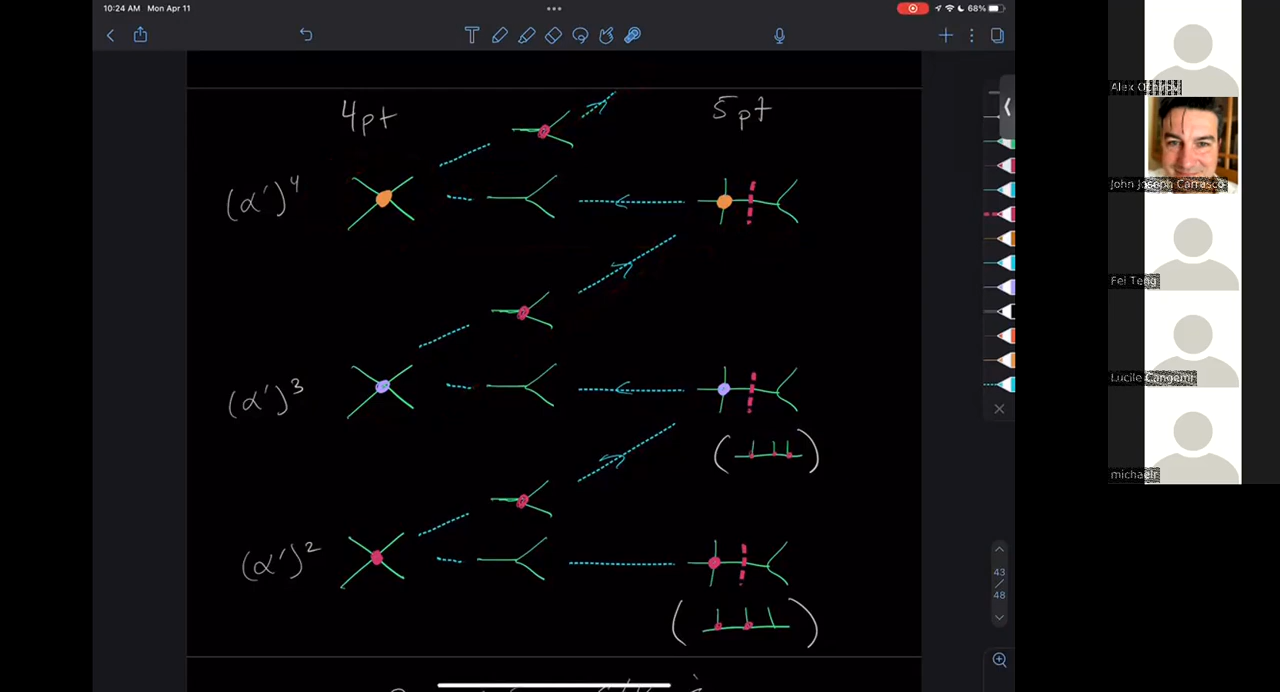 10:24 AM Mon Apr 11
68%
4pt
5pt
(α')⁴
(α')³
(α')²
43
/
48
Alex Ochirov
John Joseph Carrasco
Fei Teng
Lucile Cangemi
michaelr